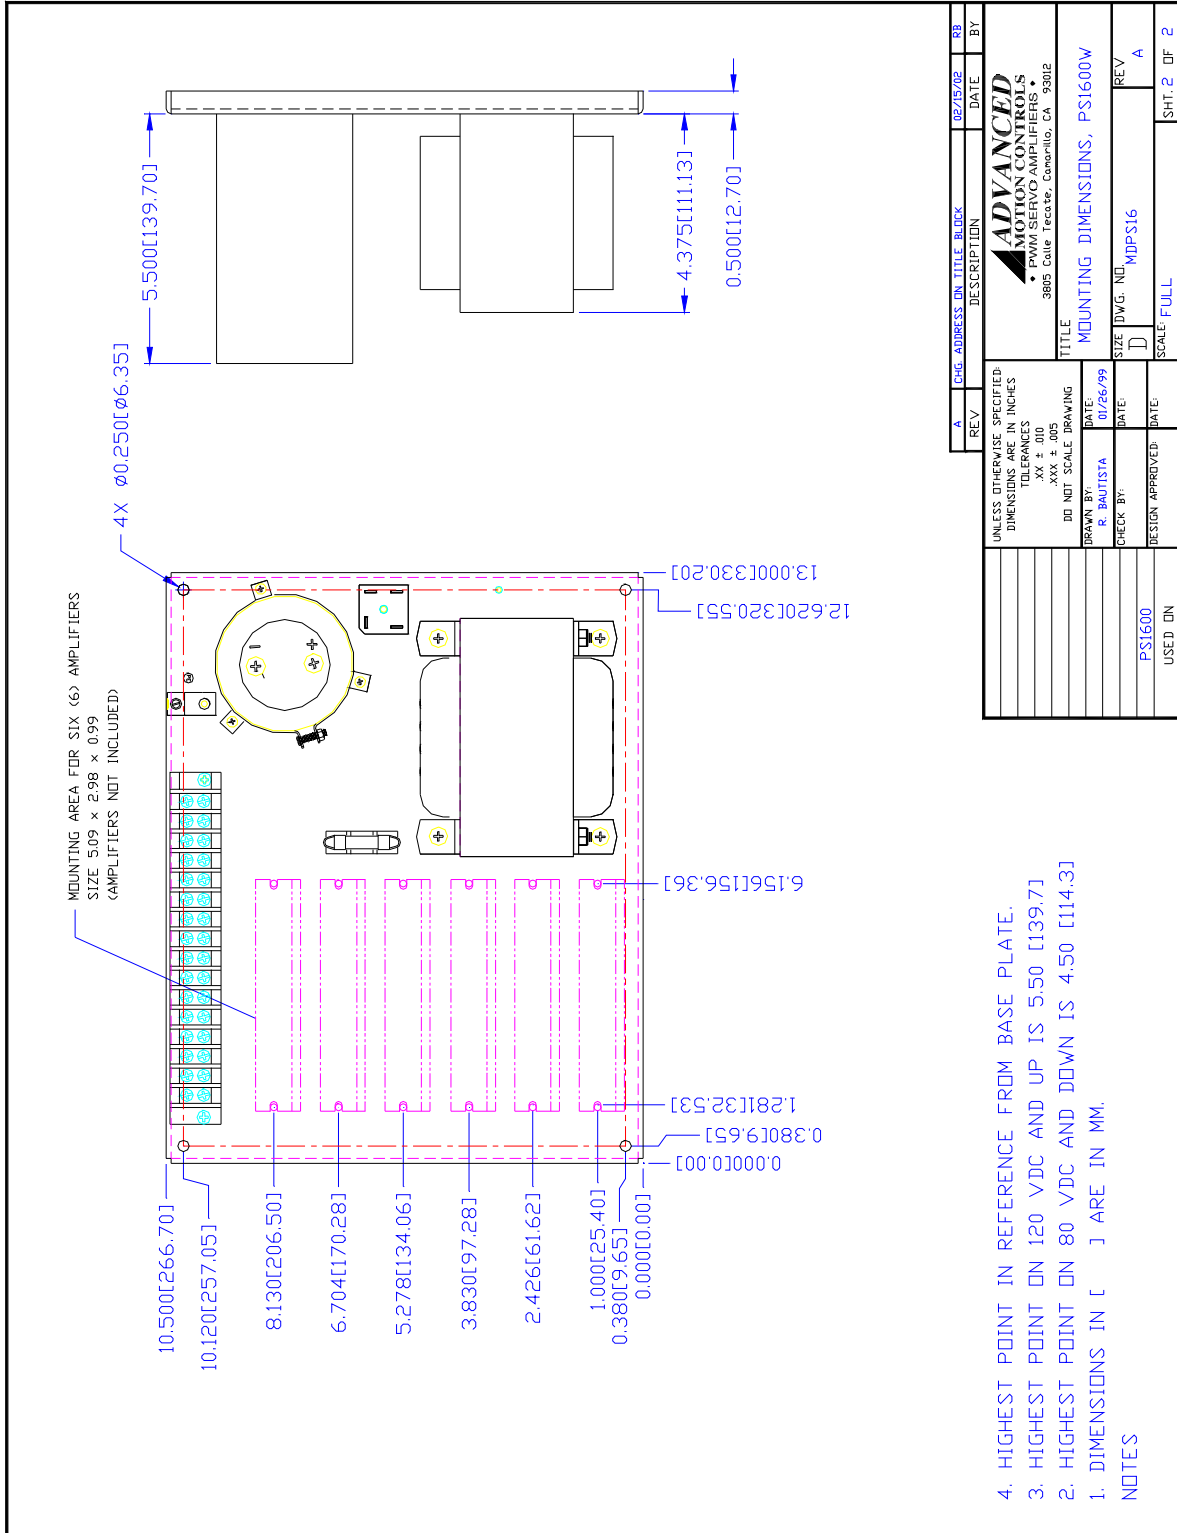 MOUNTING AREA FOR SIX (6) AMPLIFIERS
SIZE 5.09 x 2.98 x 0.99
(AMPLIFIERS NOT INCLUDED)
4X Ø0.250[Ø6.35]
5.500[139.70]
4.375[111.13]
0.500[12.70]
13.000[330.20]
12.620[320.55]
6.156[156.36]
1.281[32.53]
0.380[9.65]
0.000[0.00]
10.500[266.70]
10.120[257.05]
8.130[206.50]
6.704[170.28]
5.278[134.06]
3.830[97.28]
2.426[61.62]
1.000[25.40]
0.380[9.65]
0.000[0.00]
4. HIGHEST POINT IN REFERENCE FROM BASE PLATE.
3. HIGHEST POINT ON 120 VDC AND UP IS 5.50 [139.7]
2. HIGHEST POINT ON 80 VDC AND DOWN IS 4.50 [114.3]
1. DIMENSIONS IN [ ] ARE IN MM.
NOTES
A CHG. ADDRESS ON TITLE BLOCK 02/15/02 RB
REV DESCRIPTION DATE BY
UNLESS OTHERWISE SPECIFIED:
DIMENSIONS ARE IN INCHES
TOLERANCES
.XX ± .010
.XXX ± .005
DO NOT SCALE DRAWING
DRAWN BY: R. BAUTISTA
DATE: 01/26/99
CHECK BY:
DATE:
DESIGN APPROVED:
DATE:
PS1600
USED ON
ADVANCED
MOTION CONTROLS
• PWM SERVO AMPLIFIERS •
3805 Calle Tecate, Camarillo, CA 93012
TITLE
MOUNTING DIMENSIONS, PS1600W
SIZE D
DWG. NO. MDPS16
REV A
SCALE: FULL
SHT. 2 OF 2